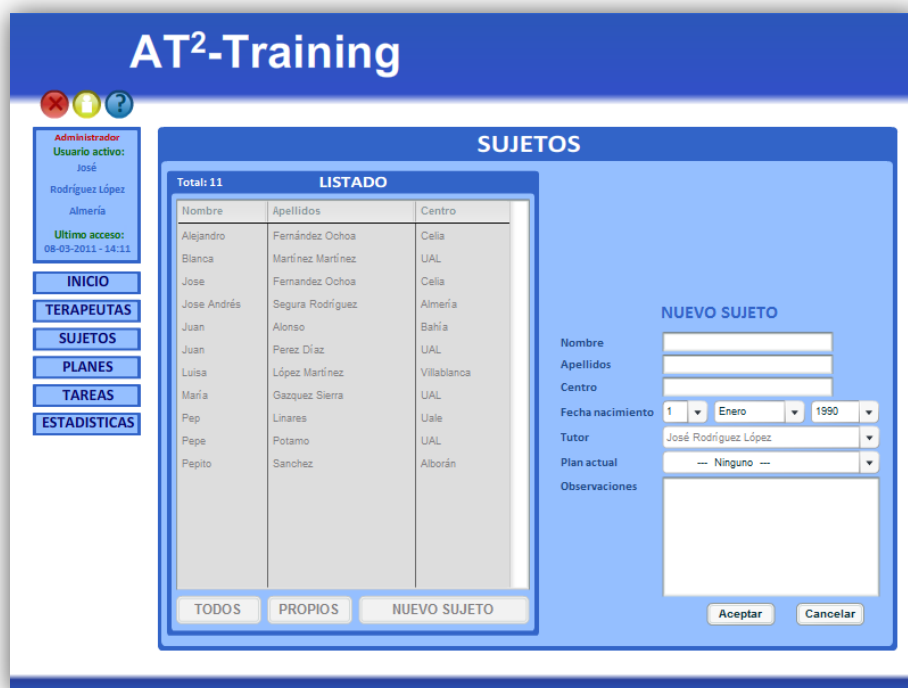 AT²-Training
Administrador
Usuario activo:
José
Rodríguez López
Almería
Ultimo acceso:
08-03-2011 - 14:11
INICIO
TERAPEUTAS
SUJETOS
PLANES
TAREAS
ESTADISTICAS
SUJETOS
Total: 11 LISTADO
Nombre Apellidos Centro
Alejandro Fernández Ochoa Celia
Blanca Martínez Martínez UAL
Jose Fernandez Ochoa Celia
Jose Andrés Segura Rodríguez Almería
Juan Alonso Bahía
Juan Perez Díaz UAL
Luisa López Martínez Villablanca
María Gazquez Sierra UAL
Pep Linares Uale
Pepe Potamo UAL
Pepito Sanchez Alborán
TODOS PROPIOS NUEVO SUJETO
NUEVO SUJETO
Nombre
Apellidos
Centro
Fecha nacimiento 1 Enero 1990
Tutor José Rodríguez López
Plan actual --- Ninguno ---
Observaciones
Aceptar Cancelar